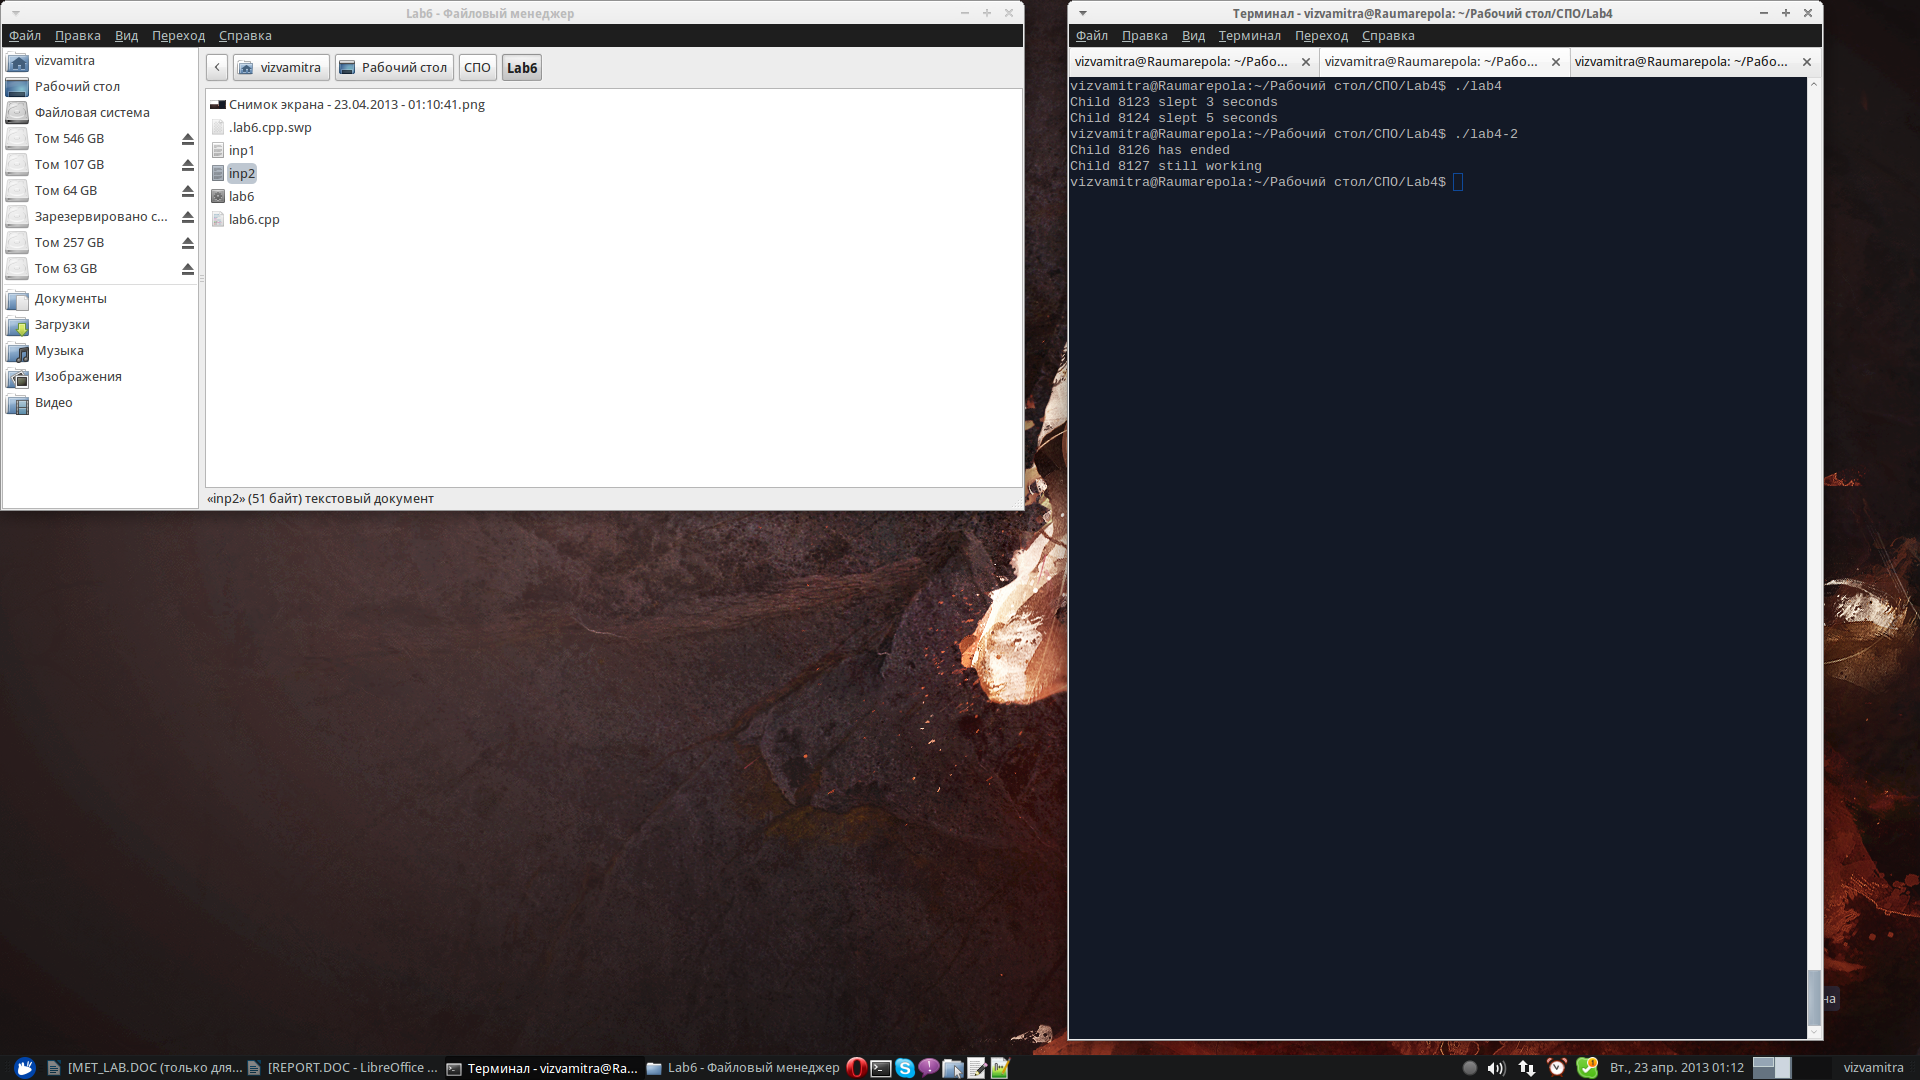 Lab6 - Файловый менеджер
Файл Правка Вид Переход Справка
vizvamitra
Рабочий стол
Файловая система
Том 546 GB
Том 107 GB
Том 64 GB
Зарезервировано с...
Том 257 GB
Том 63 GB
Документы
Загрузки
Музыка
Изображения
Видео
vizvamitra Рабочий стол СПО Lab6
Снимок экрана - 23.04.2013 - 01:10:41.png
.lab6.cpp.swp
inp1
inp2
lab6
lab6.cpp
«inp2» (51 байт) текстовый документ
Терминал - vizvamitra@Raumarepola: ~/Рабочий стол/СПО/Lab4
Файл Правка Вид Терминал Переход Справка
vizvamitra@Raumarepola: ~/Рабо... vizvamitra@Raumarepola: ~/Рабо... vizvamitra@Raumarepola: ~/Рабо...
vizvamitra@Raumarepola:~/Рабочий стол/СПО/Lab4$ ./lab4
Child 8123 slept 3 seconds
Child 8124 slept 5 seconds
vizvamitra@Raumarepola:~/Рабочий стол/СПО/Lab4$ ./lab4-2
Child 8126 has ended
Child 8127 still working
vizvamitra@Raumarepola:~/Рабочий стол/СПО/Lab4$
на
[MET_LAB.DOC (только для... [REPORT.DOC - LibreOffice ... Терминал - vizvamitra@Ra... Lab6 - Файловый менеджер 2 Вт., 23 апр. 2013 01:12 vizvamitra